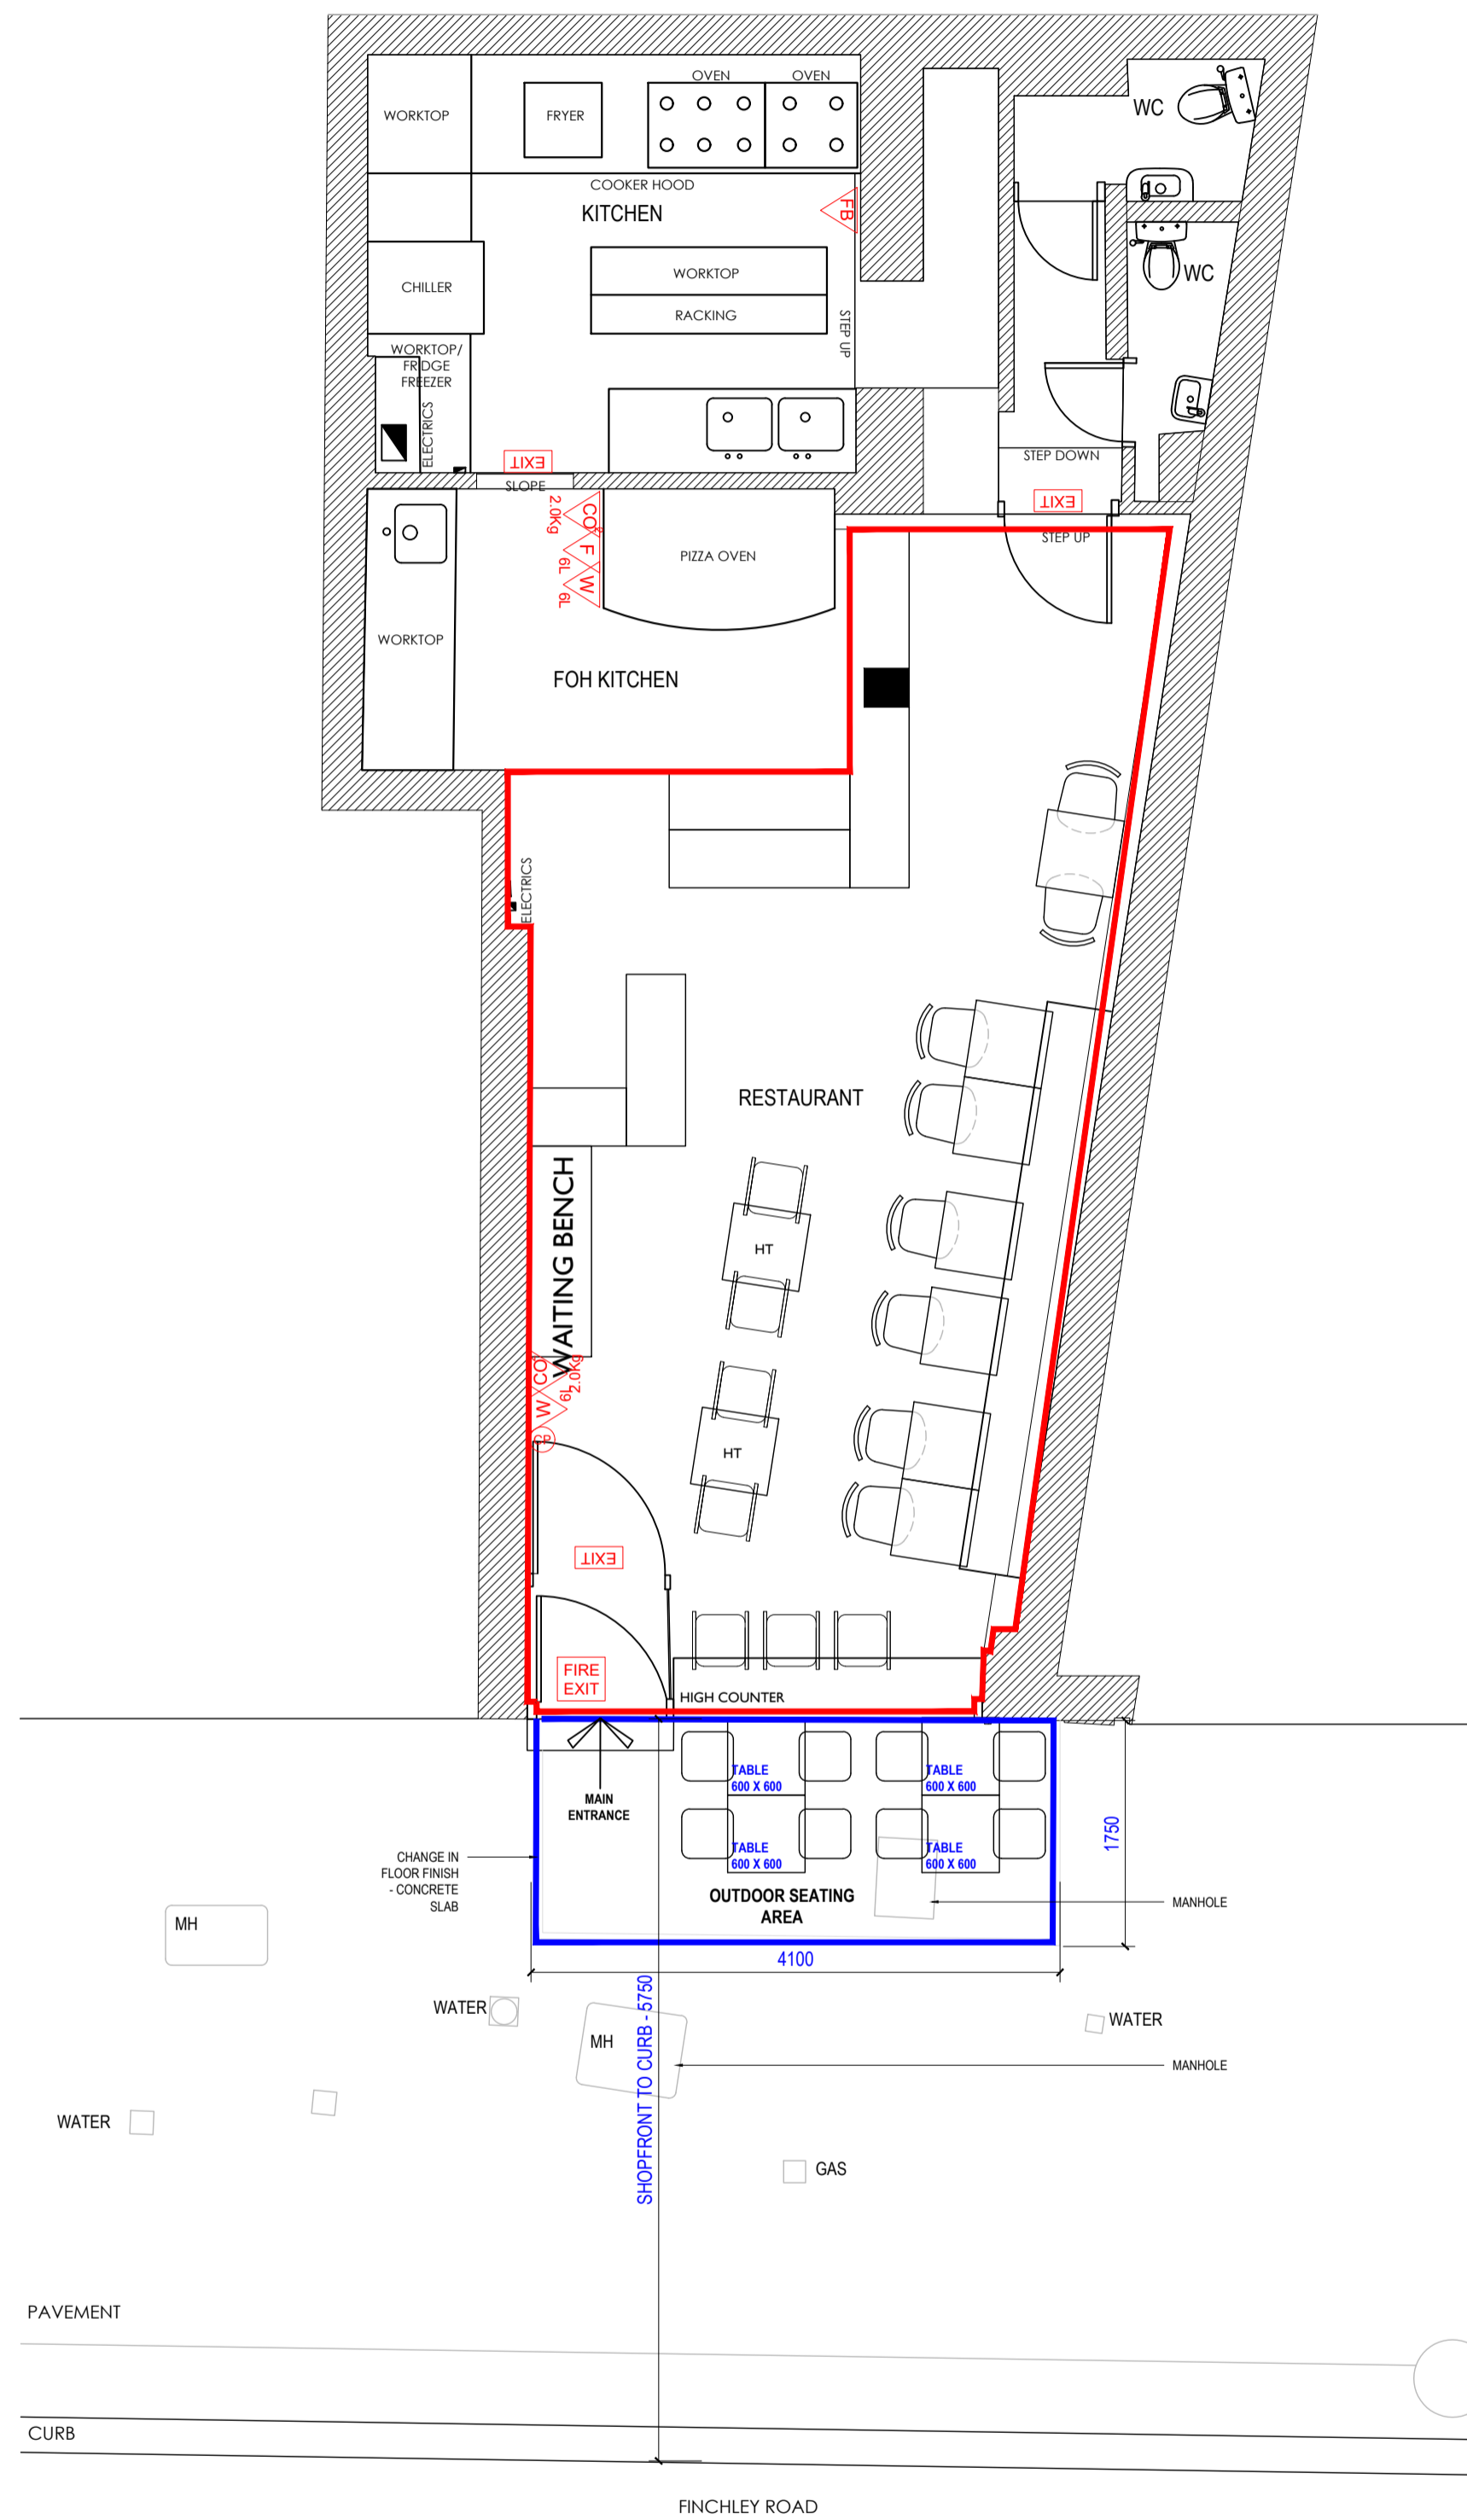 OVEN
OVEN
WC
WORKTOP
FRYER
COOKER HOOD
KITCHEN
FB
WORKTOP
WC
CHILLER
RACKING
STEP UP
WORKTOP/
FRIDGE
FREEZER
ELECTRICS
STEP DOWN
EXIT
SLOPE
EXIT
CO2
2.0Kg
F
6L
W
6L
STEP UP
PIZZA OVEN
WORKTOP
FOH KITCHEN
ELECTRICS
RESTAURANT
WAITING BENCH
HT
CO2
2.0Kg
W
6L
CP
HT
EXIT
FIRE
EXIT
HIGH COUNTER
TABLE
600 X 600
TABLE
600 X 600
MAIN
ENTRANCE
TABLE
600 X 600
TABLE
600 X 600
1750
CHANGE IN
FLOOR FINISH
- CONCRETE
SLAB
OUTDOOR SEATING
AREA
MANHOLE
MH
4100
WATER
SHOPFRONT TO CURB - 5750
MH
WATER
MANHOLE
WATER
GAS
PAVEMENT
CURB
FINCHLEY ROAD